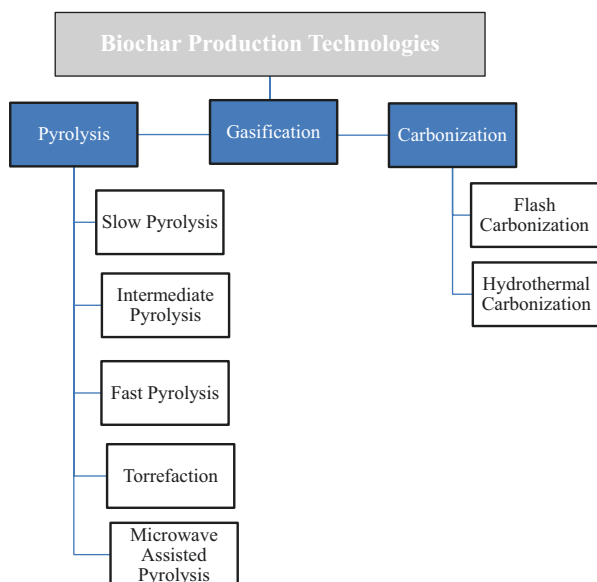 Biochar Production Technologies
Pyrolysis
Gasification
Carbonization
Slow Pyrolysis
Intermediate
Pyrolysis
Fast Pyrolysis
Torrefaction
Microwave
Assisted
Pyrolysis
Flash
Carbonization
Hydrothermal
Carbonization